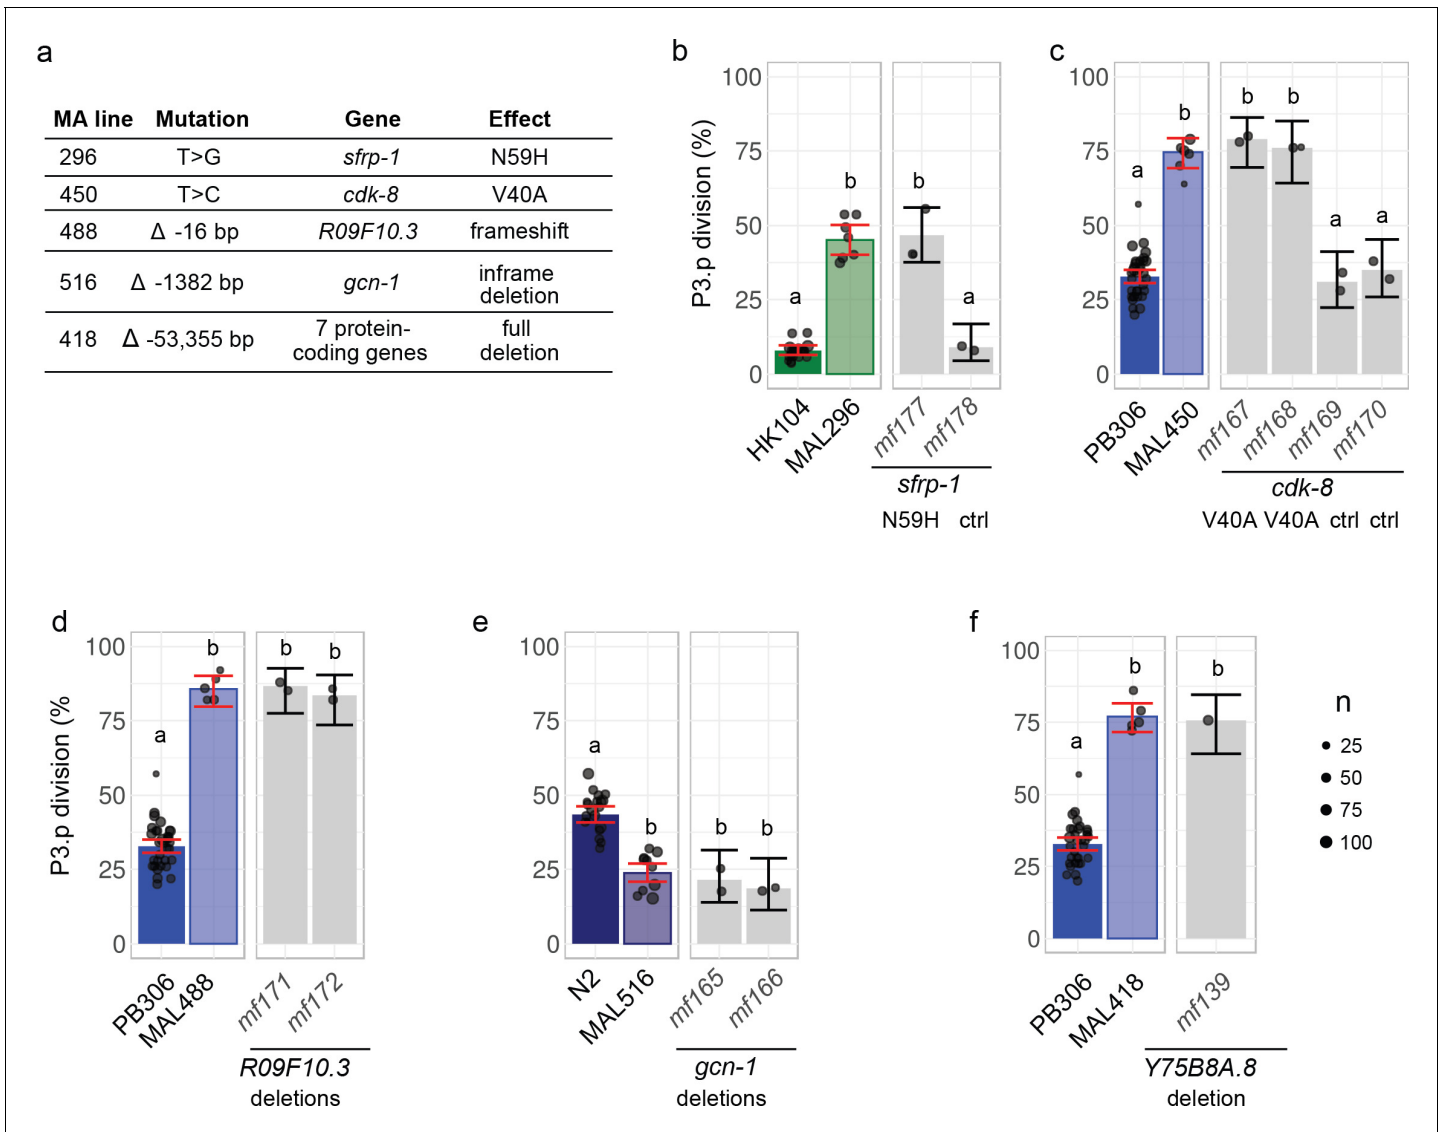 a
MA line Mutation Gene Effect
296 T>G sfrp-1 N59H
450 T>C cdk-8 V40A
488 Δ -16 bp R09F10.3 frameshift
516 Δ -1382 bp gcn-1 inframe deletion
418 Δ -53,355 bp 7 protein-coding genes full deletion
b
P3.p division (%)
100
75
50
25
0
a
b
b
a
HK104
MAL296
mf177
mf178
sfrp-1
N59H ctrl
c
100
75
50
25
0
a
b
b
b
a
a
PB306
MAL450
mf167
mf168
mf169
mf170
cdk-8
V40A V40A ctrl ctrl
d
P3.p division (%
100
75
50
25
0
a
b
b
b
PB306
MAL488
mf171
mf172
R09F10.3
deletions
e
100
75
50
25
0
a
b
b
b
N2
MAL516
mf165
mf166
gcn-1
deletions
f
100
75
50
25
0
a
b
b
PB306
MAL418
mf139
Y75B8A.8
deletion
n
25
50
75
100